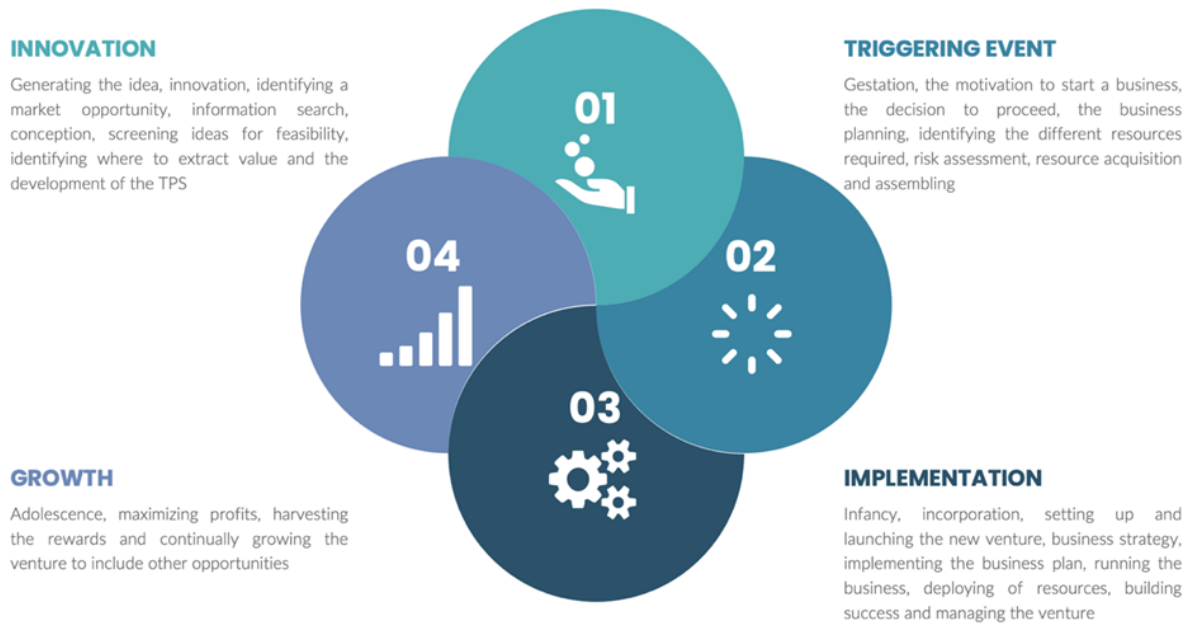 INNOVATION
Generating the idea, innovation, identifying a
market opportunity, information search,
conception, screening ideas for feasibility,
identifying where to extract value and the
development of the TPS
01
TRIGGERING EVENT
Gestation, the motivation to start a business,
the decision to proceed, the business
planning, identifying the different resources
required, risk assessment, resource acquisition
and assembling
04
02
03
GROWTH
Adolescence, maximizing profits, harvesting
the rewards and continually growing the
venture to include other opportunities
IMPLEMENTATION
Infancy, incorporation, setting up and
launching the new venture, business strategy,
implementing the business plan, running the
business, deploying of resources, building
success and managing the venture